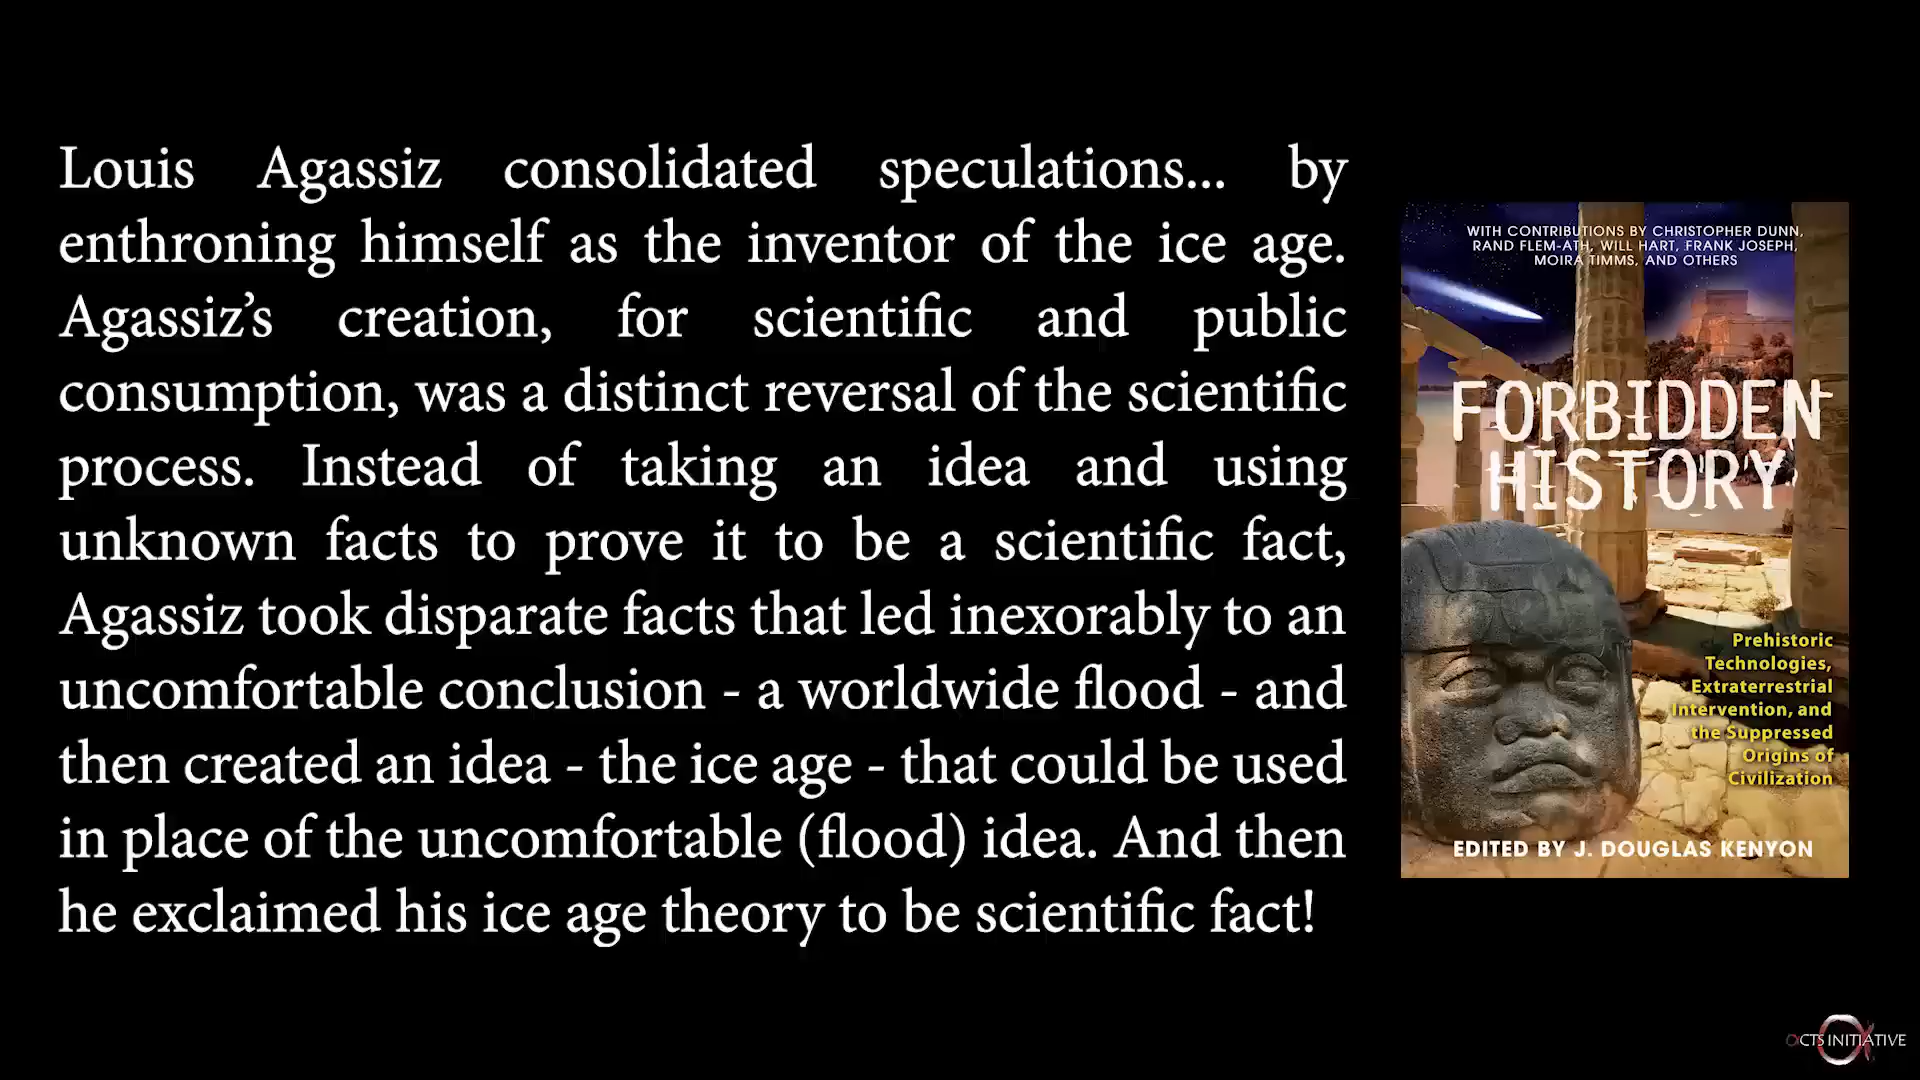 Louis Agassiz consolidated speculations... by
enthroning himself as the inventor of the ice age.
Agassiz’s creation, for scientific and public
consumption, was a distinct reversal of the scientific
process. Instead of taking an idea and using
unknown facts to prove it to be a scientific fact,
Agassiz took disparate facts that led inexorably to an
uncomfortable conclusion - a worldwide flood - and
then created an idea - the ice age - that could be used
in place of the uncomfortable (flood) idea. And then
he exclaimed his ice age theory to be scientific fact!
WITH CONTRIBUTIONS BY CHRISTOPHER DUNN,
RAND FLEM-ATH, WILL HART, FRANK JOSEPH,
MOIRA TIMMS, AND OTHERS
FORBIDDEN
HISTORY
Prehistoric
Technologies,
Extraterrestrial
Intervention, and
the Suppressed
Origins of
Civilization
EDITED BY J. DOUGLAS KENYON
CTS INITIATIVE